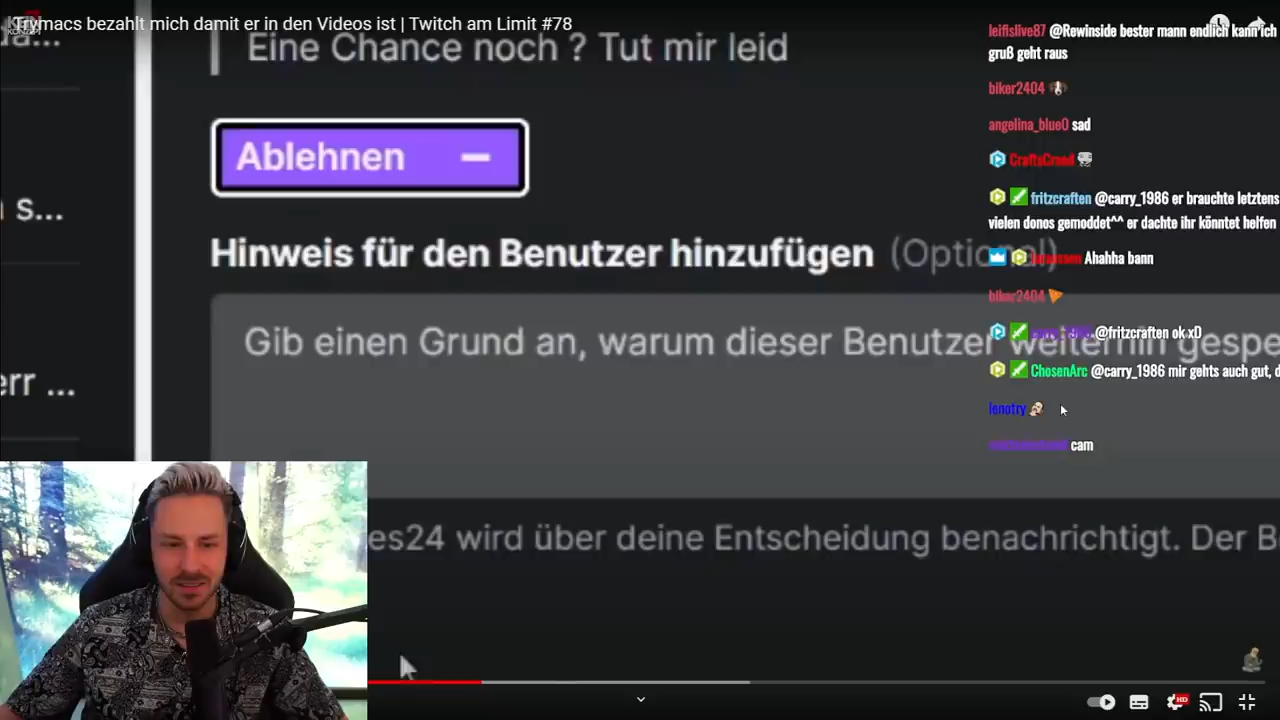 Trymacs bezahlt mich damit er in den Videos ist | Twitch am Limit #78
Eine Chance noch ? Tut mir leid
Ablehnen
s...
Hinweis für den Benutzer hinzufügen (Optional)
Gib einen Grund an, warum dieser Benutzer weiterhin gespe
err ...
es24 wird über deine Entscheidung benachrichtigt. Der B
leifislive87 @Rewinside bester mann endlich kann ich
gruß geht raus
biker2404
angelina_blue0 sad
CraftsCrond
fritzcraften @carry_1986 er brauchte letztens
vielen donos gemoddet^^ er dachte ihr könntet helfen
Ahahha bann
biker2404
carry_1986 @fritzcraften ok xD
ChosenArc @carry_1986 mir gehts auch gut, d
lenotry
cam
HD